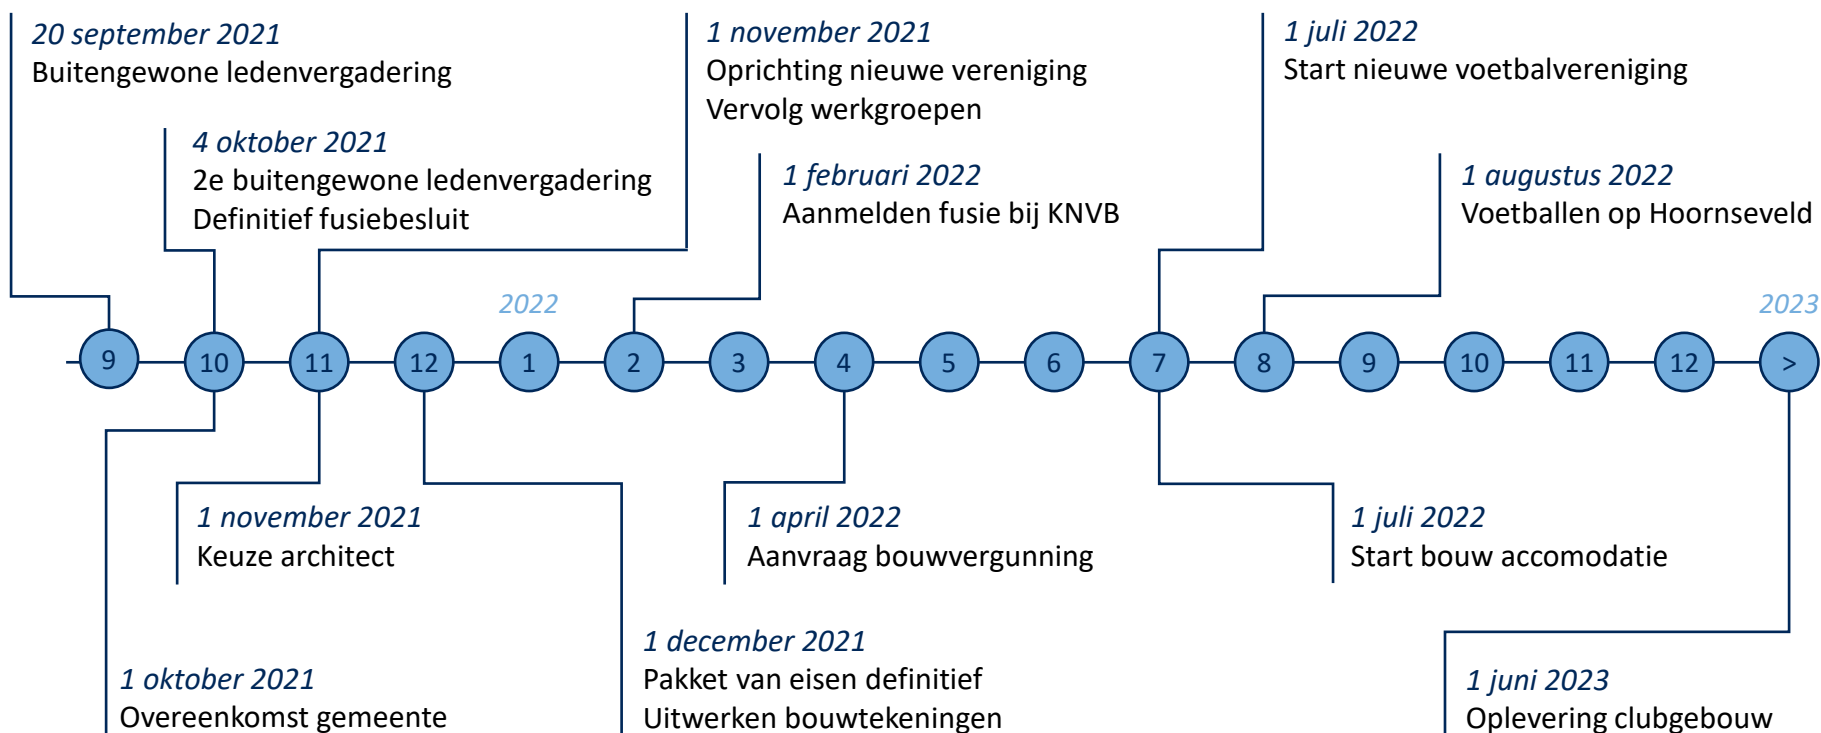 20 september 2021
Buitengewone ledenvergadering
4 oktober 2021
2e buitengewone ledenvergadering
Definitief fusiebesluit
1 november 2021
Oprichting nieuwe vereniging
Vervolg werkgroepen
1 februari 2022
Aanmelden fusie bij KNVB
1 juli 2022
Start nieuwe voetbalvereniging
1 augustus 2022
Voetballen op Hoornseveld
2022
2023
9 10 11 12 1 2 3 4 5 6 7 8 9 10 11 12 >
1 oktober 2021
Overeenkomst gemeente
1 november 2021
Keuze architect
1 december 2021
Pakket van eisen definitief
Uitwerken bouwtekeningen
1 april 2022
Aanvraag bouwvergunning
1 juli 2022
Start bouw accomodatie
1 juni 2023
Oplevering clubgebouw